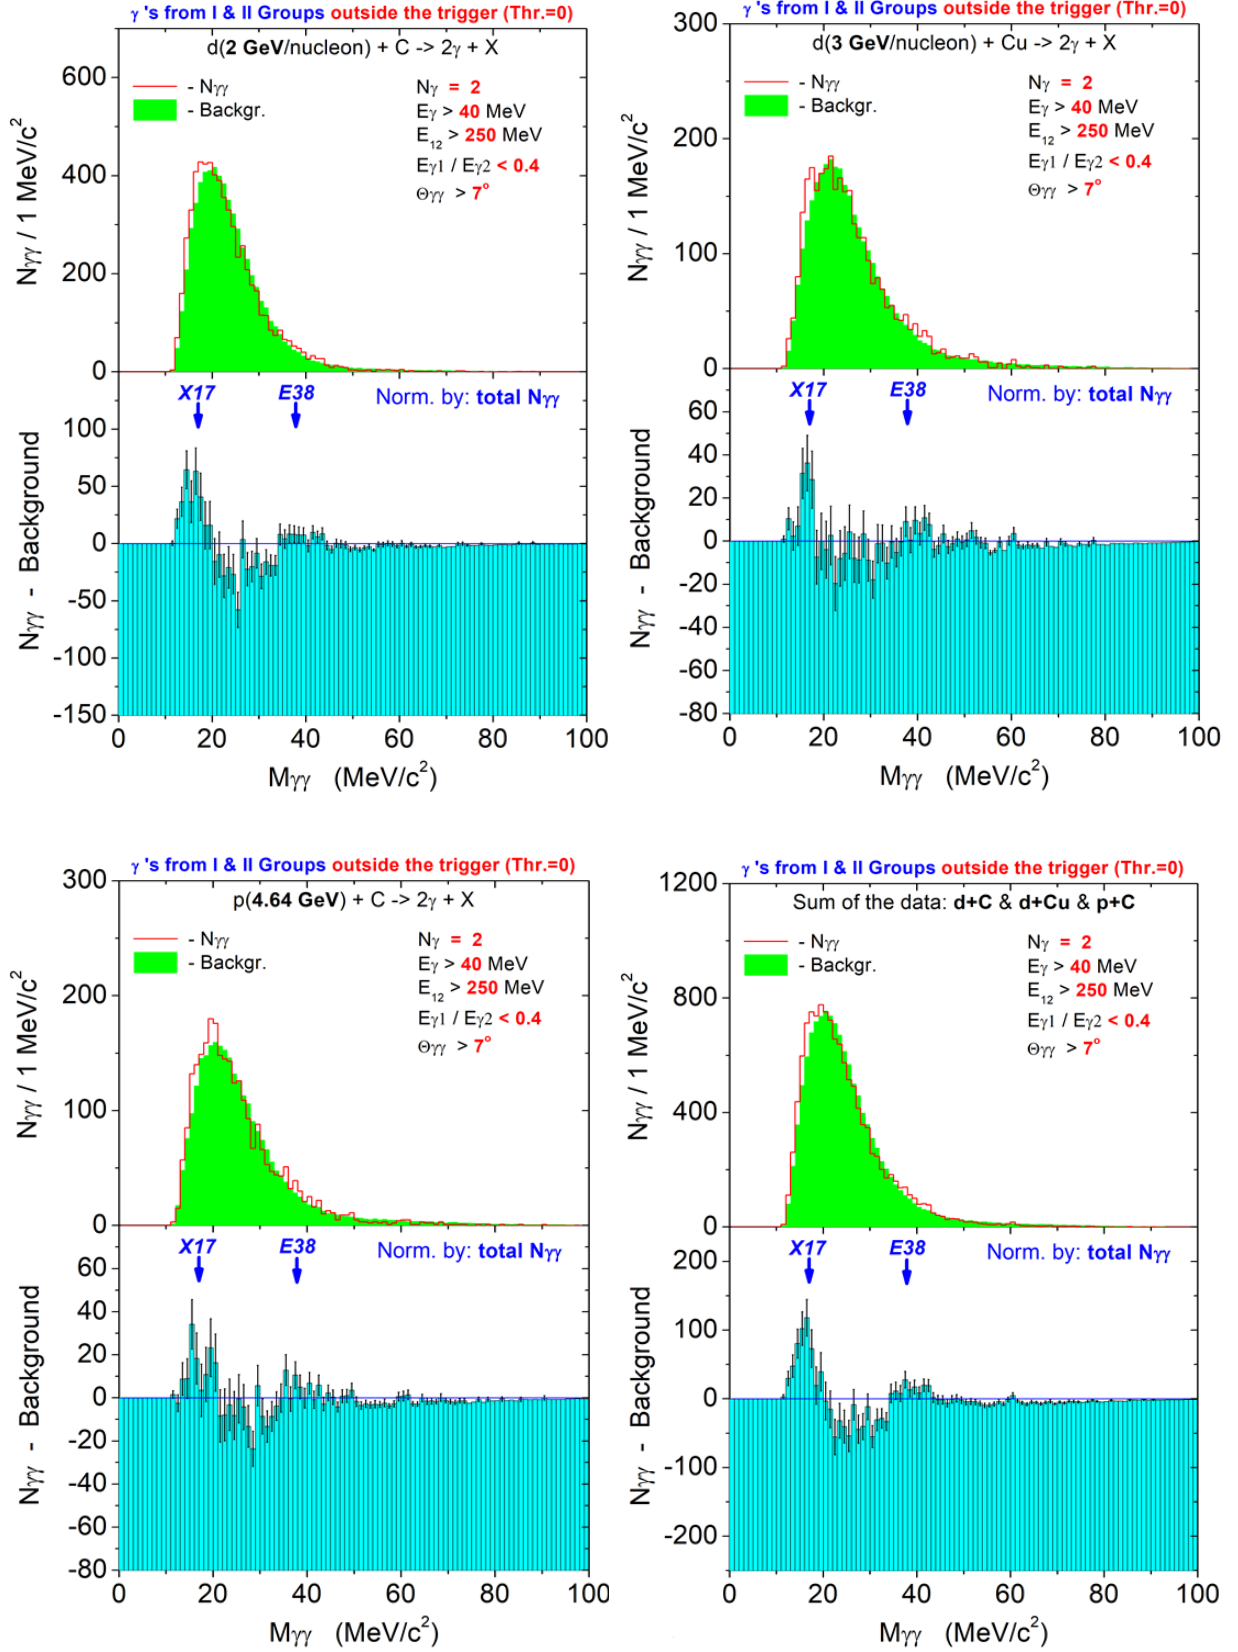 γ 's from I & II Groups outside the trigger (Thr.=0)
d(2 GeV/nucleon) + C -> 2γ + X
- Nγγ
- Backgr.
Nγ = 2
Eγ > 40 MeV
E12 > 250 MeV
Eγ1 / Eγ2 < 0.4
Θγγ > 7°
Nγγ / 1 MeV/c²
600
400
200
0
X17
E38
Norm. by: total Nγγ
Nγγ - Background
100
50
0
-50
-100
-150
0 20 40 60 80 100
Mγγ (MeV/c²)
γ 's from I & II Groups outside the trigger (Thr.=0)
d(3 GeV/nucleon) + Cu -> 2γ + X
- Nγγ
- Backgr.
Nγ = 2
Eγ > 40 MeV
E12 > 250 MeV
Eγ1 / Eγ2 < 0.4
Θγγ > 7°
Nγγ / 1 MeV/c²
300
200
100
0
X17
E38
Norm. by: total Nγγ
Nγγ - Background
60
40
20
0
-20
-40
-60
-80
0 20 40 60 80 100
Mγγ (MeV/c²)
γ 's from I & II Groups outside the trigger (Thr.=0)
p(4.64 GeV) + C -> 2γ + X
- Nγγ
- Backgr.
Nγ = 2
Eγ > 40 MeV
E12 > 250 MeV
Eγ1 / Eγ2 < 0.4
Θγγ > 7°
Nγγ / 1 MeV/c²
300
200
100
0
X17
E38
Norm. by: total Nγγ
Nγγ - Background
60
40
20
0
-20
-40
-60
-80
0 20 40 60 80 100
Mγγ (MeV/c²)
γ 's from I & II Groups outside the trigger (Thr.=0)
Sum of the data: d+C & d+Cu & p+C
- Nγγ
- Backgr.
Nγ = 2
Eγ > 40 MeV
E12 > 250 MeV
Eγ1 / Eγ2 < 0.4
Θγγ > 7°
Nγγ / 1 MeV/c²
1200
800
400
0
X17
E38
Norm. by: total Nγγ
Nγγ - Background
200
100
0
-100
-200
0 20 40 60 80 100
Mγγ (MeV/c²)